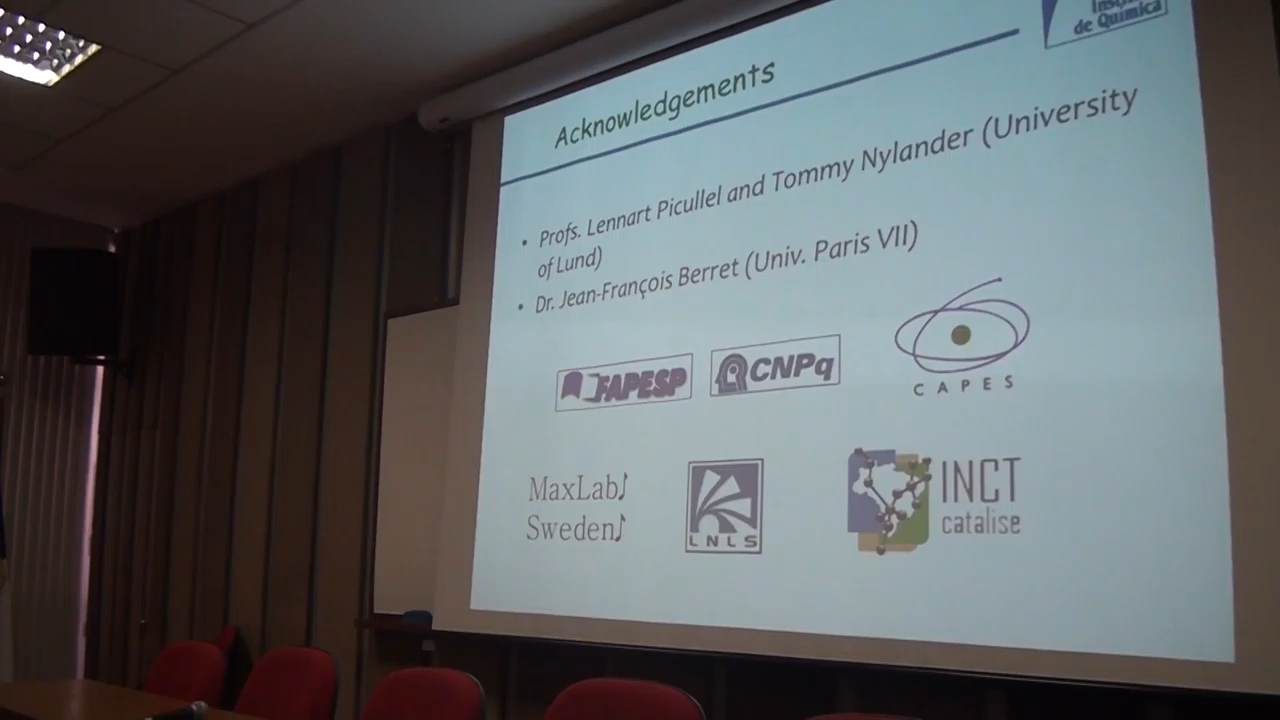 de Química
Acknowledgements
• Profs. Lennart Picullel and Tommy Nylander (University
of Lund)
• Dr. Jean-François Berret (Univ. Paris VII)
FAPESP
CNPq
CAPES
MaxLab♪
Sweden♪
LNLS
INCT
catalise